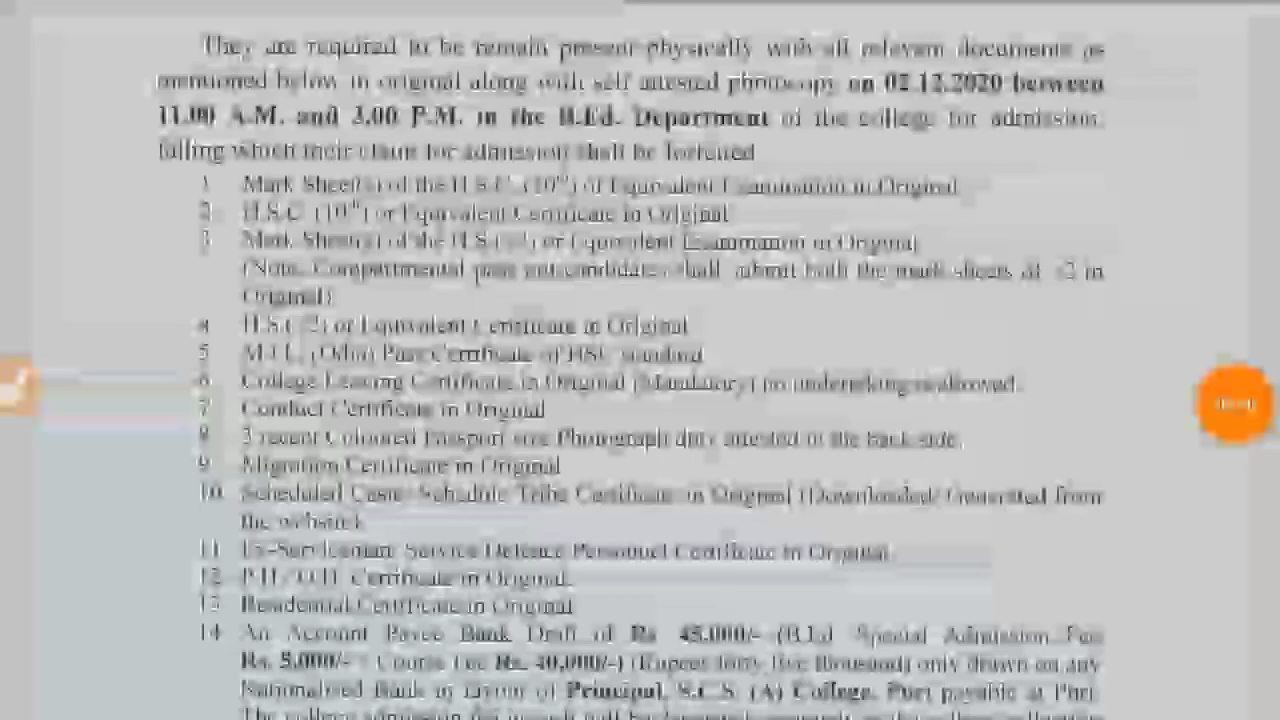 They are required to be remain present physically with all relevant documents as
mentioned below in original along with self attested photocopy on 02.12.2020 between
11.00 A.M. and 3.00 P.M. in the B.Ed. Department of the college for admission,
failing which their claim for admission shall be forfeited
1 Mark Sheet(s) of the H.S.C. (10th) or Equivalent Examination in Original
2 H.S.C. (10th) or Equivalent Certificate in Original
3 Mark Sheet(s) of the H.S.(+2) or Equivalent Examination in Original
(Note: Compartmental pass out candidates shall submit both the mark sheets of +2 in
Original)
4 H.S.(+2) or Equivalent Certificate in Original
5 M.I.L. (Odia) Pass Certificate of HSC standard
6 College Leaving Certificate in Original (Mandatory) no undertaking is allowed.
7 Conduct Certificate in Original
8 3 recent Coloured Passport size Photograph duly attested on the back side.
9 Migration Certificate in Original
10 Scheduled Caste/ Schedule Tribe Certificate in Original (Downloaded/ Generated from
the website)
11 Ex-Serviceman/ Service Defence Personnel Certificate in Original
12 P.H./ O.H. Certificate in Original.
13 Residential Certificate in Original
14 An Account Payee Bank Draft of Rs 45,000/- (B.Ed. Special Admission Fee
Rs. 5,000/- + Course Fee Rs. 40,000/-) (Rupees forty five thousand) only drawn on any
Nationalised Bank in favour of Principal, S.C.S. (A) College, Puri payable at Puri.
The college admission